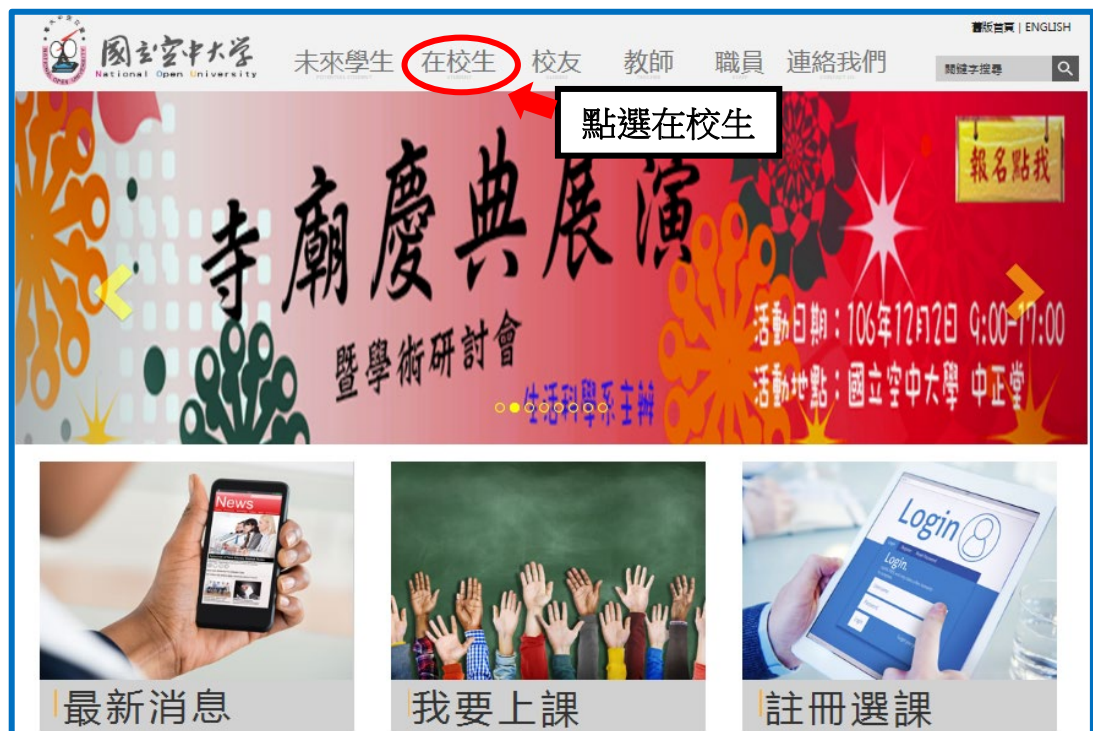 舊版首頁 | ENGLISH
國立空中大学
National Open University
未來學生 在校生 校友 教師 職員 連絡我們
關鍵字搜尋
點選在校生
報名點我
寺廟慶典展演
暨學術研討會
活動日期：106年12月2日 9:00-17:00
活動地點：國立空中大學 中正堂
生活科學系主辦
News
Login
Login.
Username
Password
Login
最新消息
我要上課
註冊選課